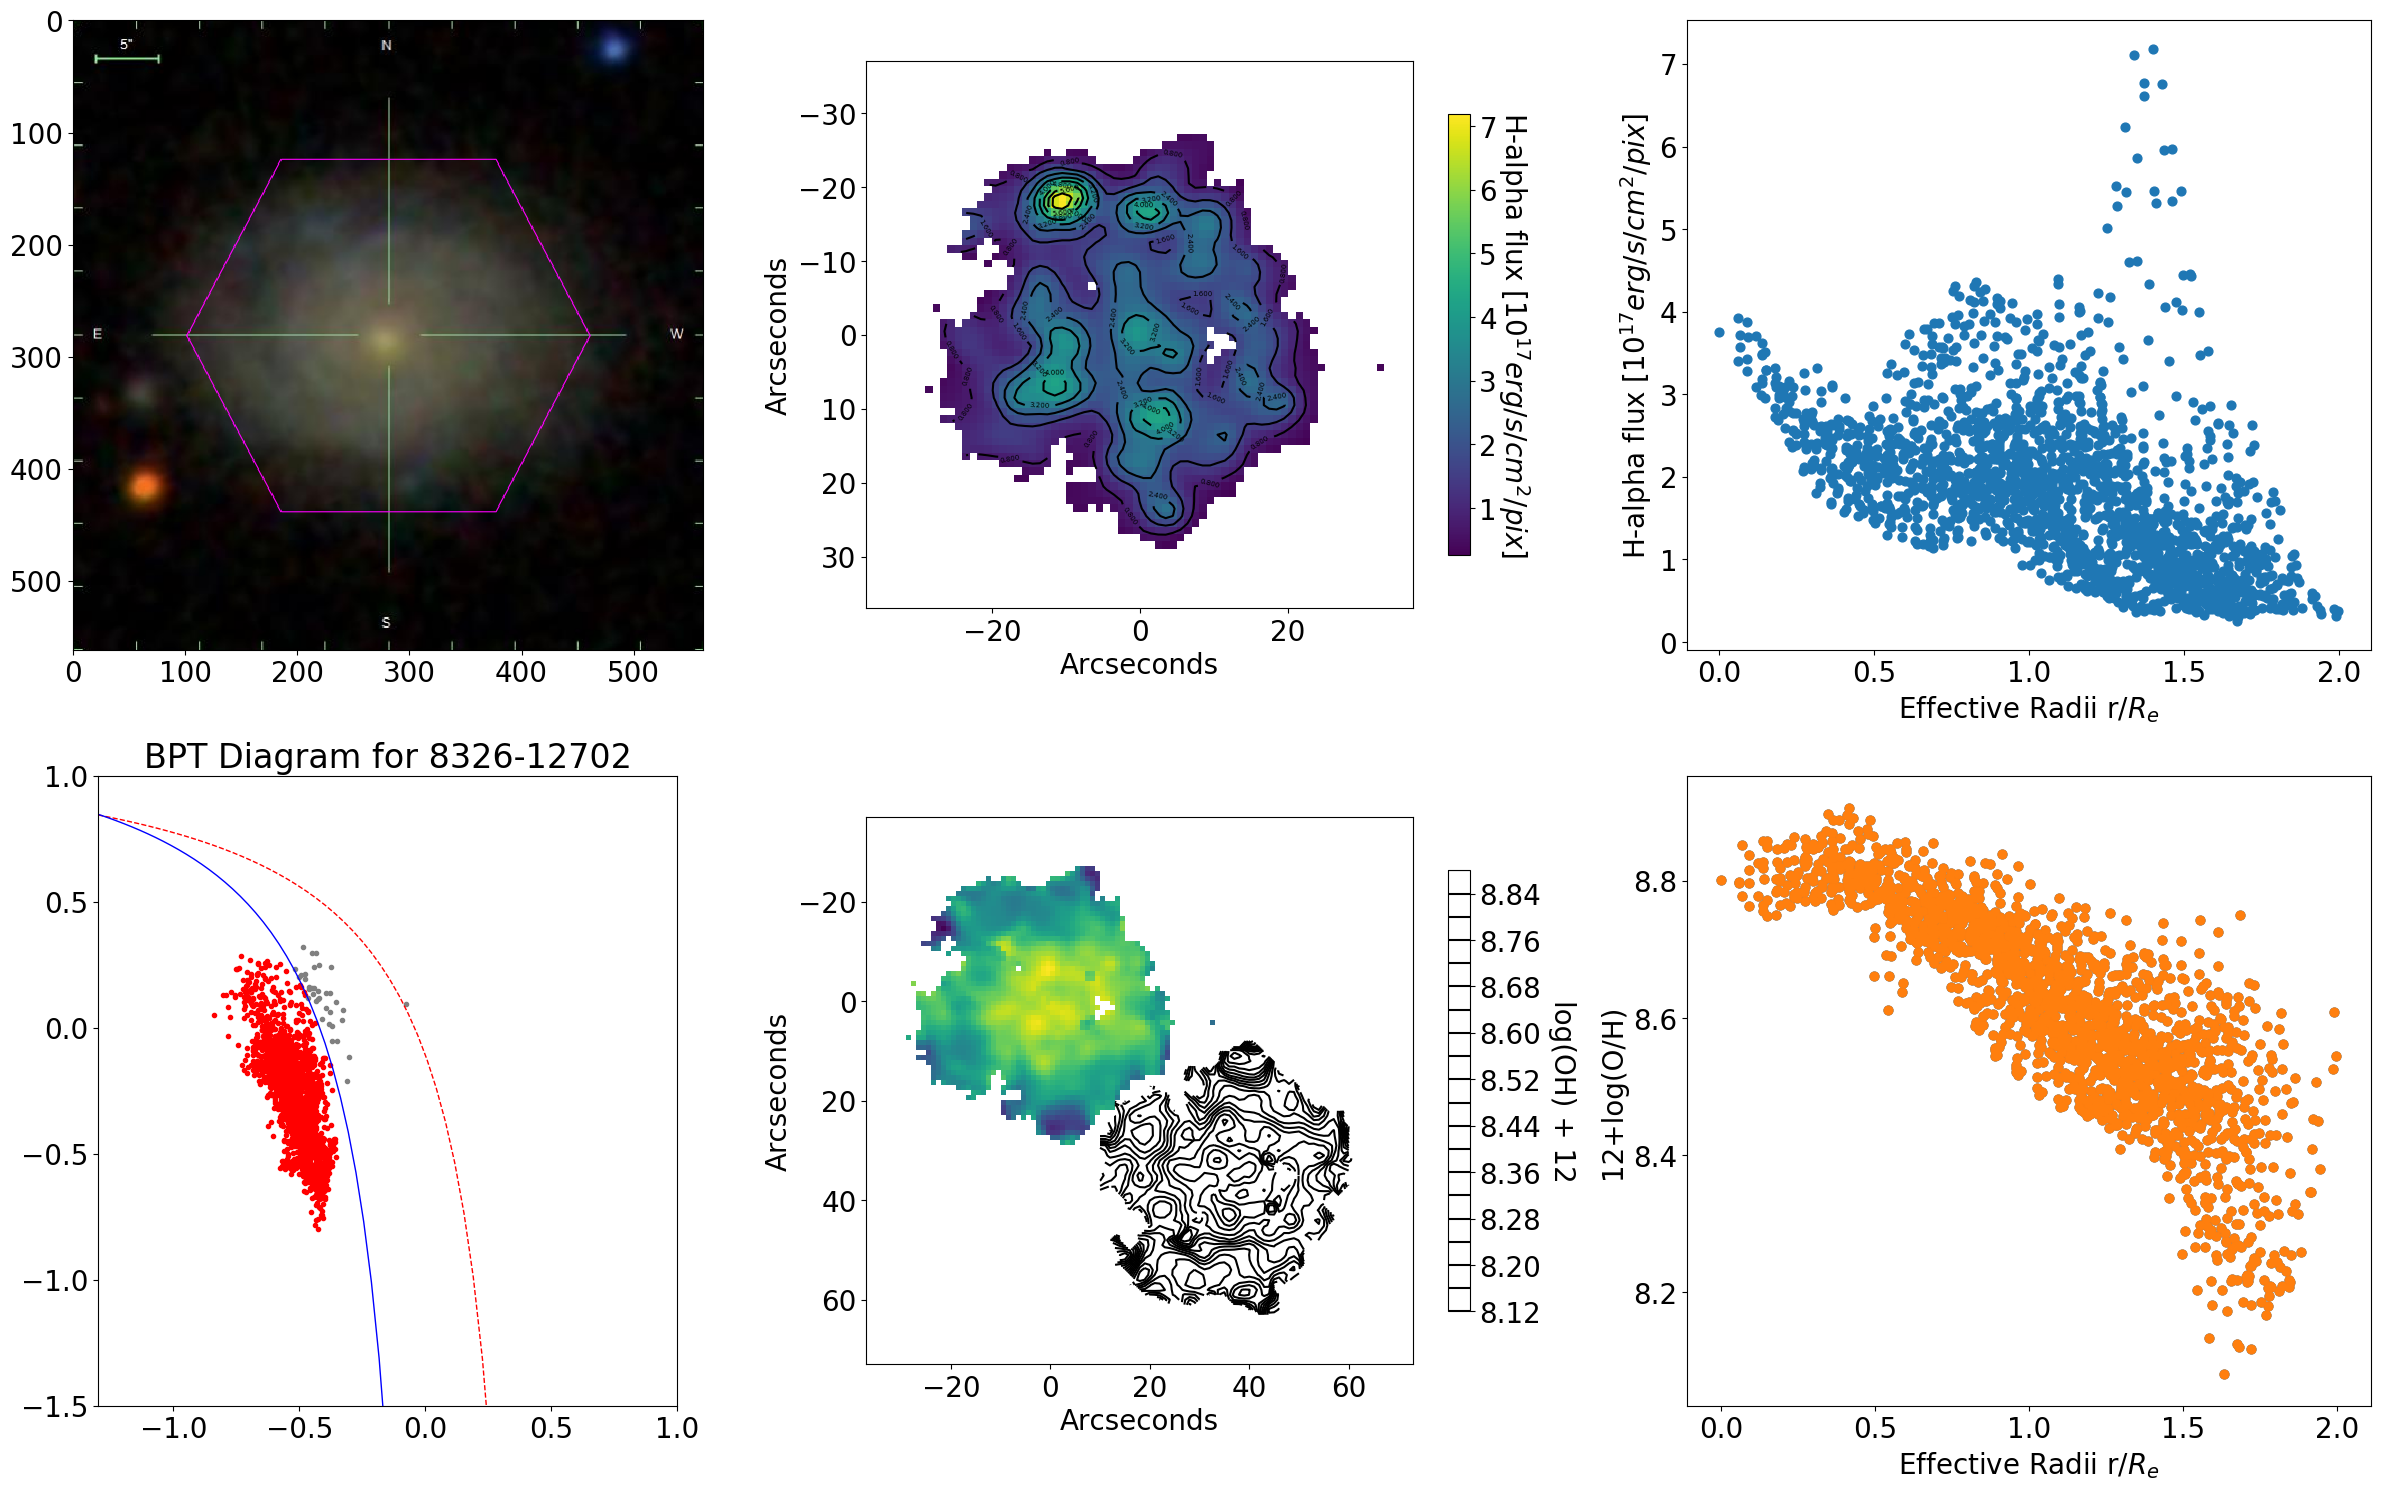 0
100
200
300
400
500
0 100 200 300 400 500
5"
N
E
W
S
−30
−20
−10
0
10
20
30
−20 0 20
Arcseconds
Arcseconds
7
6
5
4
3
2
1
H-alpha flux [10^17 erg/s/cm^2/pix]
H-alpha flux [10^17 erg/s/cm^2/pix]
7
6
5
4
3
2
1
0
0.0 0.5 1.0 1.5 2.0
Effective Radii r/R_e
BPT Diagram for 8326-12702
1.0
0.5
0.0
−0.5
−1.0
−1.5
−1.0 −0.5 0.0 0.5 1.0
Arcseconds
−20
0
20
40
60
−20 0 20 40 60
Arcseconds
8.84
8.76
8.68
8.60
8.52
8.44
8.36
8.28
8.20
8.12
log(OH) + 12
12+log(O/H)
8.8
8.6
8.4
8.2
0.0 0.5 1.0 1.5 2.0
Effective Radii r/R_e